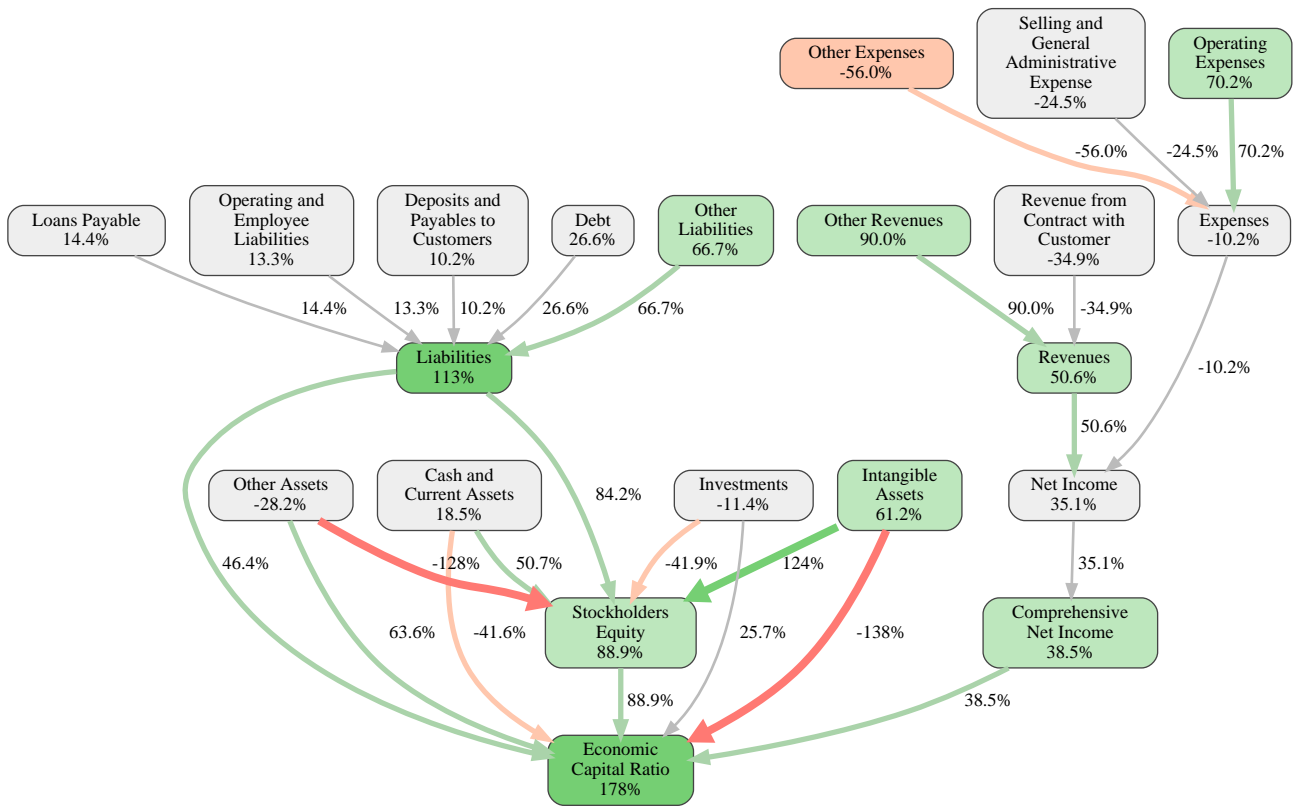 Selling and
General
Administrative
Expense
-24.5%
Other Expenses
-56.0%
Operating
Expenses
70.2%
-56.0%
-24.5%
70.2%
Loans Payable
14.4%
Operating and
Employee
Liabilities
13.3%
Deposits and
Payables to
Customers
10.2%
Debt
26.6%
Other
Liabilities
66.7%
Other Revenues
90.0%
Revenue from
Contract with
Customer
-34.9%
Expenses
-10.2%
14.4%
13.3%
10.2%
26.6%
66.7%
90.0%
-34.9%
Liabilities
113%
Revenues
50.6%
-10.2%
50.6%
Other Assets
-28.2%
Cash and
Current Assets
18.5%
84.2%
Investments
-11.4%
Intangible
Assets
61.2%
Net Income
35.1%
46.4%
-128%
50.7%
-41.9%
124%
35.1%
Stockholders
Equity
88.9%
Comprehensive
Net Income
38.5%
63.6%
-41.6%
25.7%
-138%
88.9%
38.5%
Economic
Capital Ratio
178%